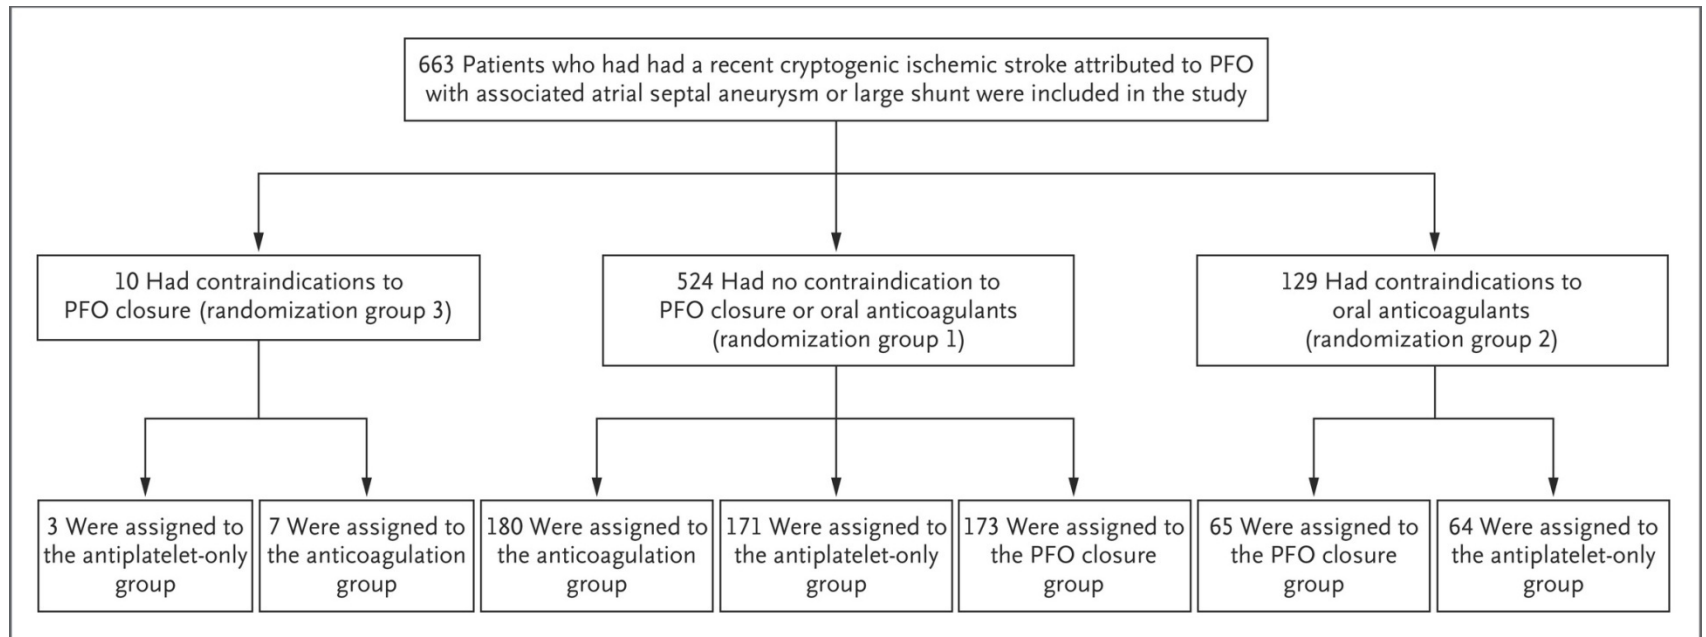 663 Patients who had had a recent cryptogenic ischemic stroke attributed to PFO
with associated atrial septal aneurysm or large shunt were included in the study
10 Had contraindications to
PFO closure (randomization group 3)
524 Had no contraindication to
PFO closure or oral anticoagulants
(randomization group 1)
129 Had contraindications to
oral anticoagulants
(randomization group 2)
3 Were assigned to
the antiplatelet-only
group
7 Were assigned to
the anticoagulation
group
180 Were assigned to
the anticoagulation
group
171 Were assigned to
the antiplatelet-only
group
173 Were assigned to
the PFO closure
group
65 Were assigned to
the PFO closure
group
64 Were assigned to
the antiplatelet-only
group